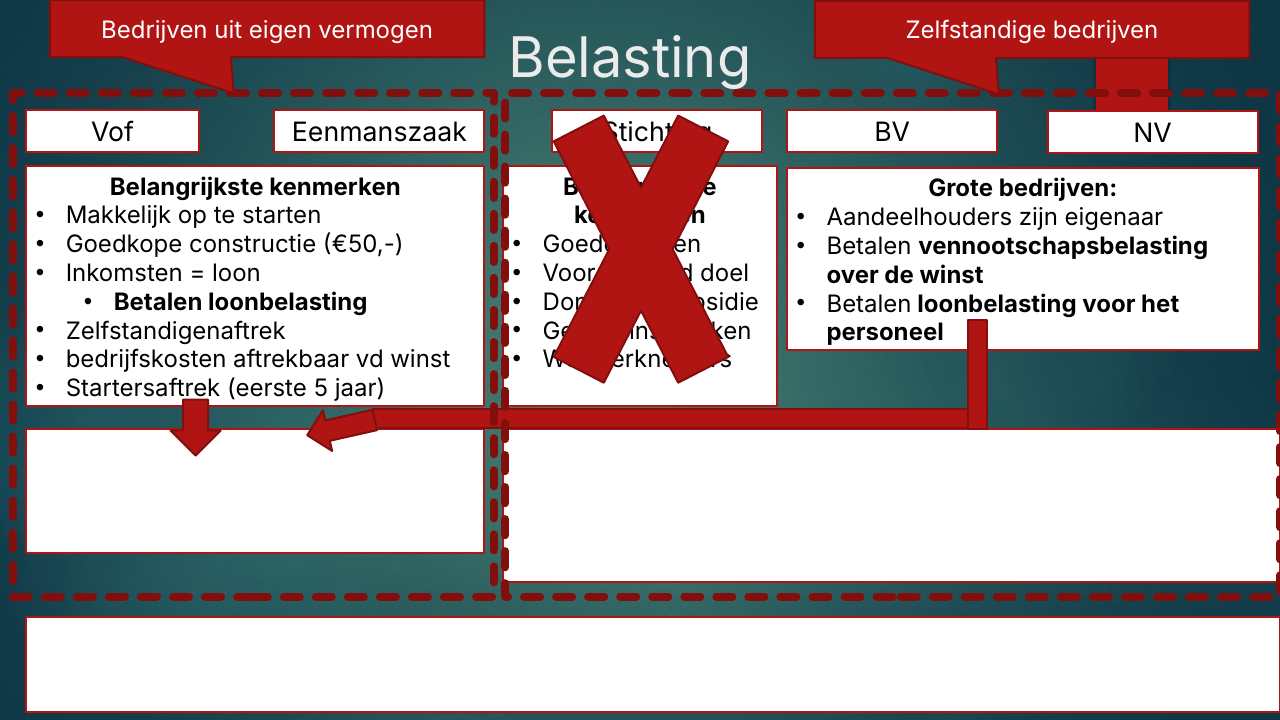 Bedrijven uit eigen vermogen
Zelfstandige bedrijven
Belasting
Vof
Eenmanszaak
BV
NV
Belangrijkste kenmerken
• Makkelijk op te starten
• Goedkope constructie (€50,-)
• Inkomsten = loon
• Betalen loonbelasting
• Zelfstandigenaftrek
• bedrijfskosten aftrekbaar vd winst
• Startersaftrek (eerste 5 jaar)
•
•
doel
•
•
•
Grote bedrijven:
• Aandeelhouders zijn eigenaar
• Betalen vennootschapsbelasting
over de winst
• Betalen loonbelasting voor het
personeel